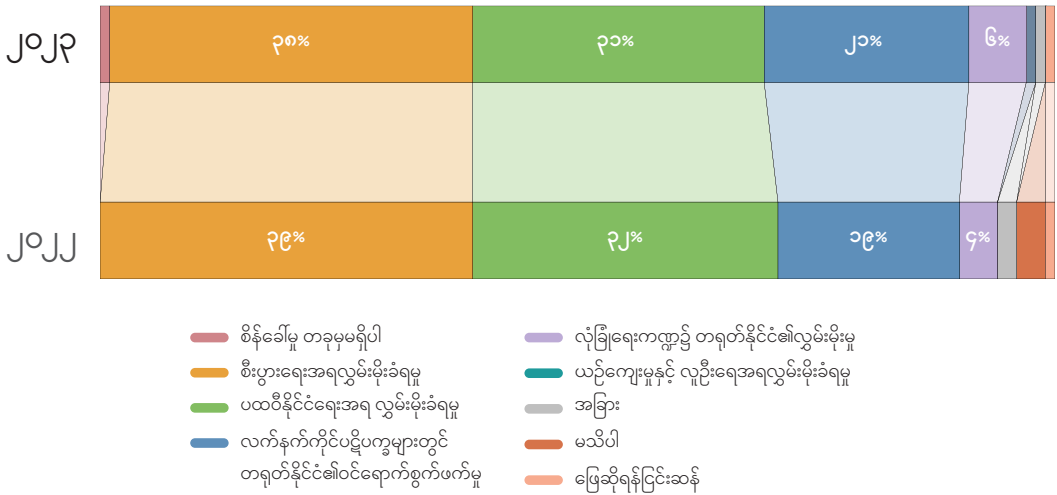 ၂၀၂၃
၃၈%
၃၁%
၂၁%
၆%
၂၀၂၂
၃၉%
၃၂%
၁၉%
၄%
စိန်ခေါ်မှု တခုမှမရှိပါ
စီးပွားရေးအရလွှမ်းမိုးခံရမှု
ပထဝီနိုင်ငံရေးအရ လွှမ်းမိုးခံရမှု
လက်နက်ကိုင်ပဋိပက္ခများတွင်
တရုတ်နိုင်ငံ၏ဝင်ရောက်စွက်ဖက်မှု
လုံခြုံရေးကဏ္ဍ၌ တရုတ်နိုင်ငံ၏လွှမ်းမိုးမှု
ယဉ်ကျေးမှုနှင့် လူဦးရေအရလွှမ်းမိုးခံရမှု
အခြား
မသိပါ
ဖြေဆိုရန်ငြင်းဆန်